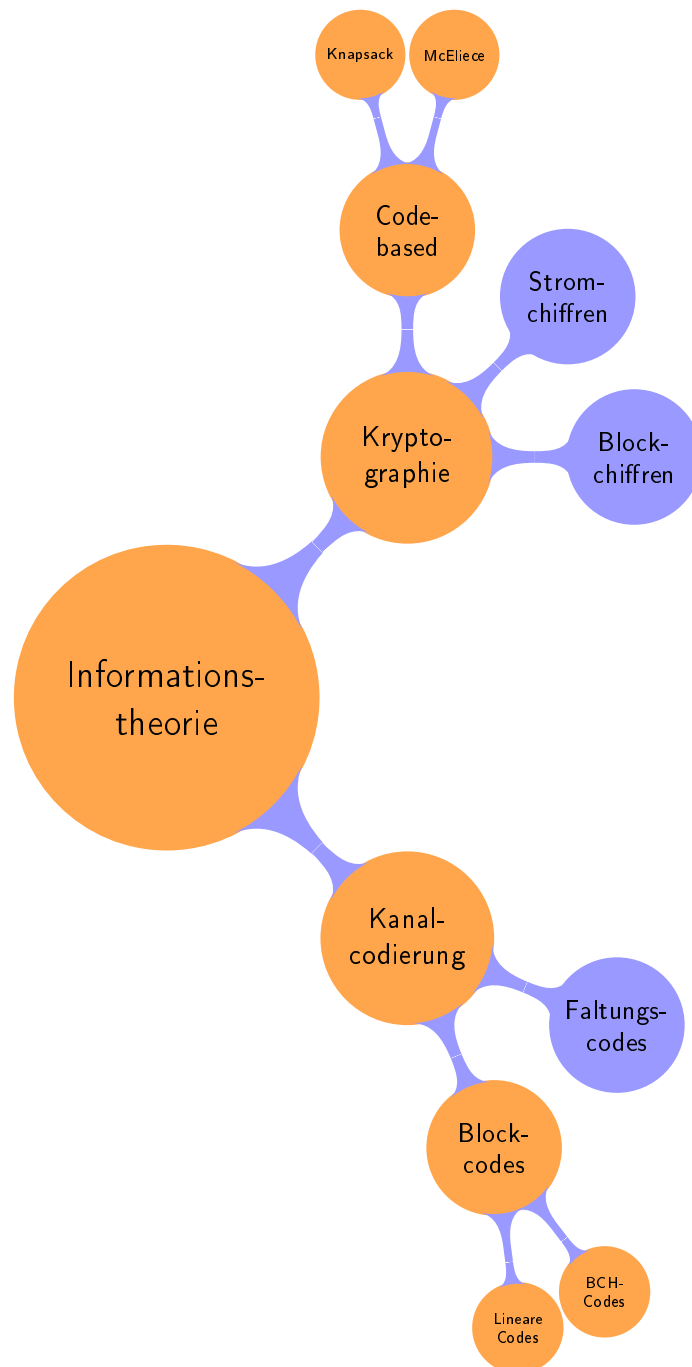 Knapsack
McEliece
Code-
based
Strom-
chiffren
Krypto-
graphie
Block-
chiffren
Informations-
theorie
Kanal-
codierung
Faltungs-
codes
Block-
codes
BCH-
Codes
Lineare
Codes